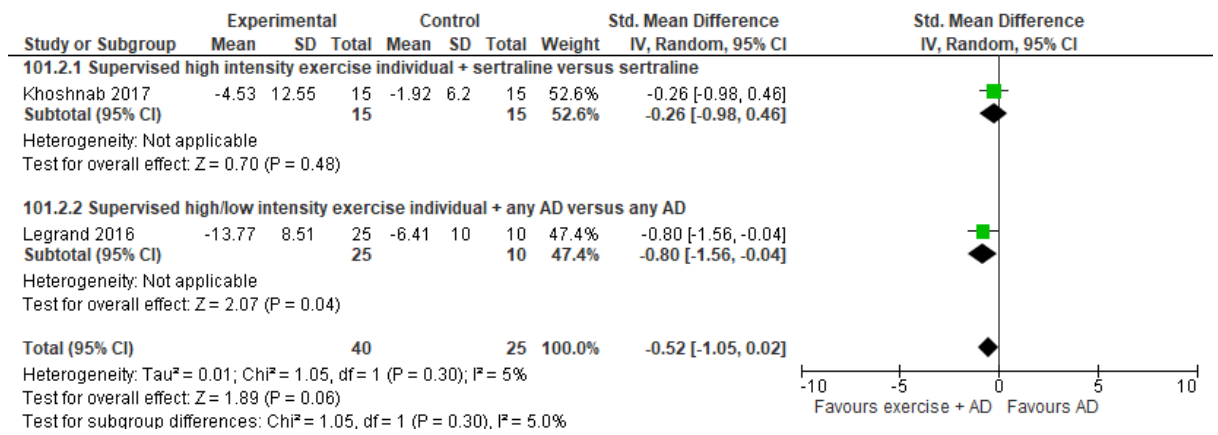 Experimental Control Std. Mean Difference Std. Mean Difference
Study or Subgroup Mean SD Total Mean SD Total Weight IV, Random, 95% CI IV, Random, 95% CI
101.2.1 Supervised high intensity exercise individual + sertraline versus sertraline
Khoshnab 2017 -4.53 12.55 15 -1.92 6.2 15 52.6% -0.26 [-0.98, 0.46]
Subtotal (95% CI) 15 15 52.6% -0.26 [-0.98, 0.46]
Heterogeneity: Not applicable
Test for overall effect: Z = 0.70 (P = 0.48)
101.2.2 Supervised high/low intensity exercise individual + any AD versus any AD
Legrand 2016 -13.77 8.51 25 -6.41 10 10 47.4% -0.80 [-1.56, -0.04]
Subtotal (95% CI) 25 10 47.4% -0.80 [-1.56, -0.04]
Heterogeneity: Not applicable
Test for overall effect: Z = 2.07 (P = 0.04)
Total (95% CI) 40 25 100.0% -0.52 [-1.05, 0.02]
Heterogeneity: Tau² = 0.01; Chi² = 1.05, df = 1 (P = 0.30); I² = 5%
Test for overall effect: Z = 1.89 (P = 0.06)
Test for subgroup differences: Chi² = 1.05, df = 1 (P = 0.30), I² = 5.0%
-10 -5 0 5 10
Favours exercise + AD Favours AD